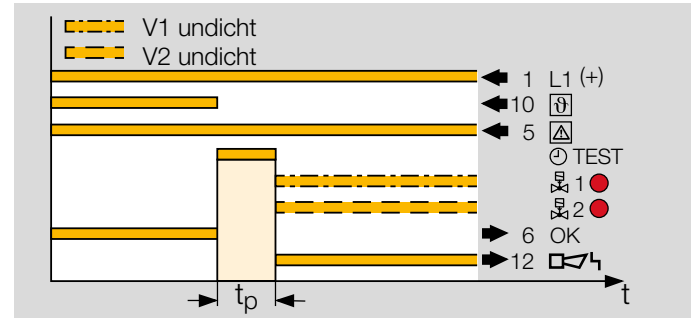 V1 undicht
V2 undicht
1 L1 (+)
10 ϑ
5
TEST
1
2
6 OK
12
tp
t